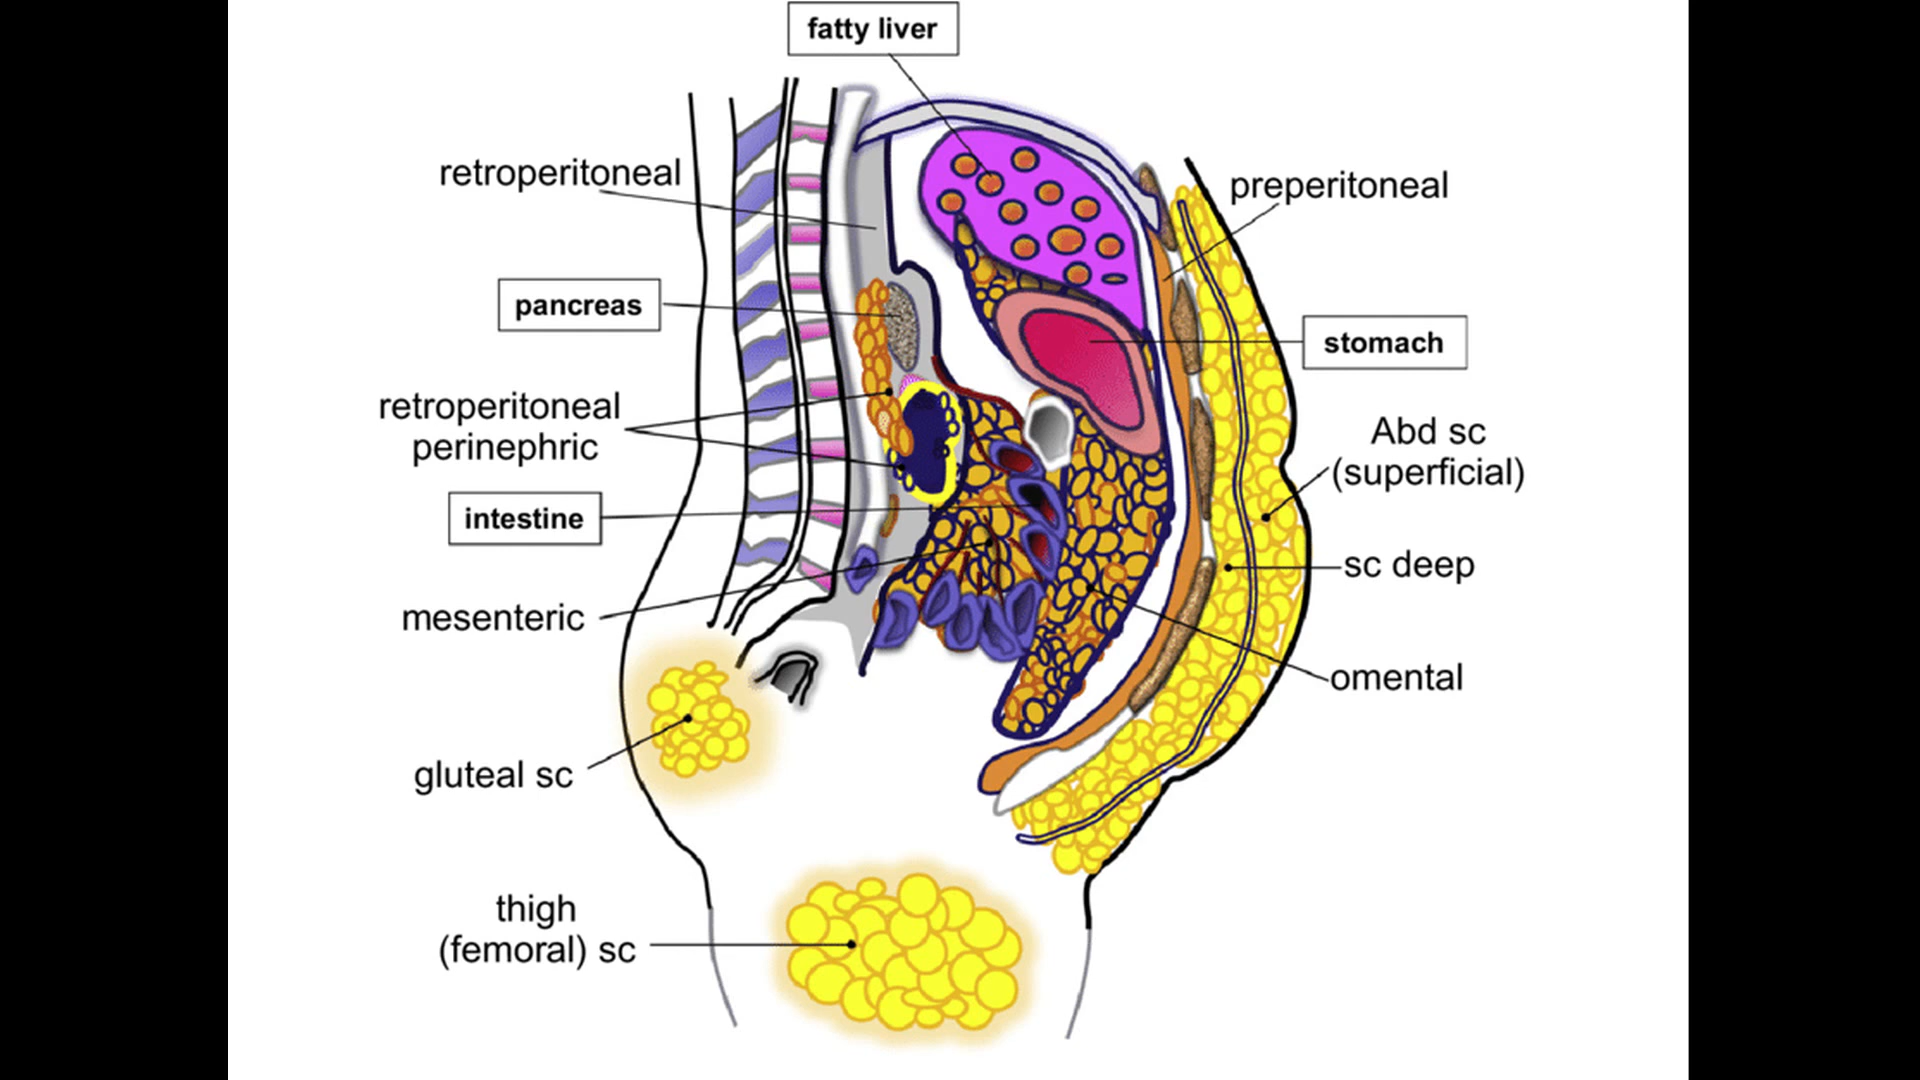 fatty liver
retroperitoneal
preperitoneal
pancreas
stomach
retroperitoneal
perinephric
Abd sc
(superficial)
intestine
sc deep
mesenteric
omental
gluteal sc
thigh
(femoral) sc